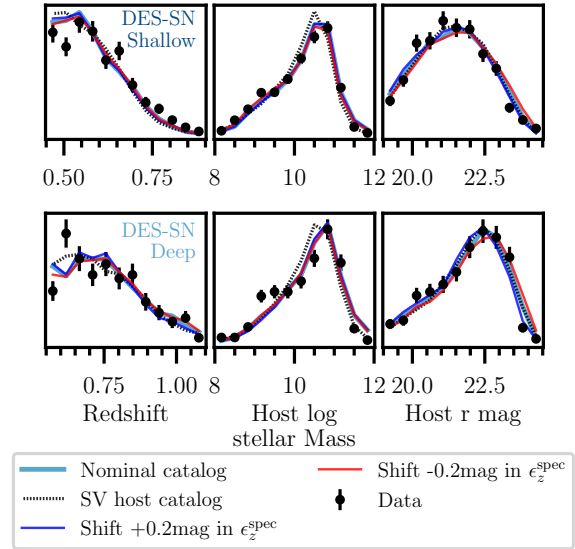 DES-SN
Shallow
0.50 0.75 8 10 12 20.0 22.5
DES-SN
Deep
0.75 1.00 8 10 12 20.0 22.5
Redshift Host log Host r mag
stellar Mass
Nominal catalog Shift -0.2mag in ϵ_z^spec
SV host catalog Data
Shift +0.2mag in ϵ_z^spec